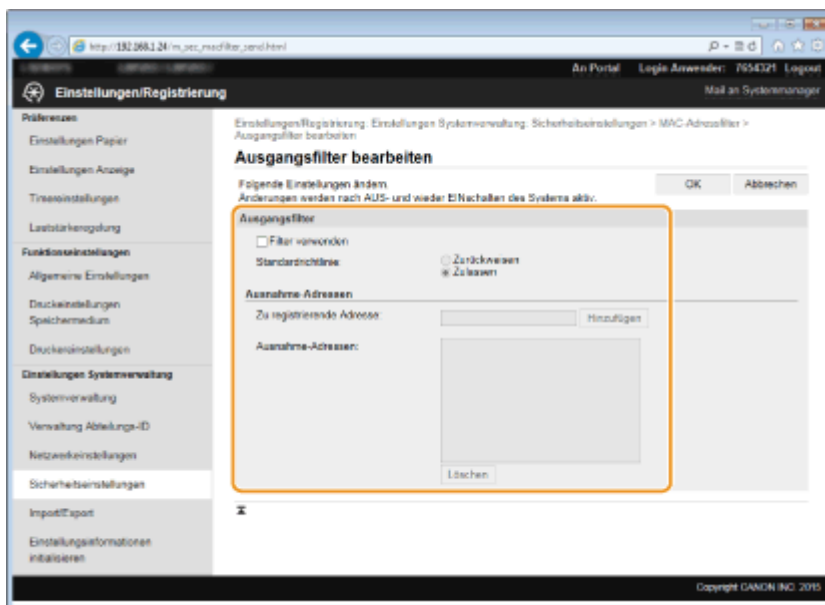 http://192.168.1.24/m_sec_macfilter_send.html
An Portal Login Anwender: 7654321 Logout
Einstellungen/Registrierung
Mail an Systemmanager
Präferenzen
Einstellungen Papier
Einstellungen Anzeige
Timereinstellungen
Lautstärkeregelung
Funktionseinstellungen
Allgemeine Einstellungen
Druckeinstellungen
Speichermedium
Druckereinstellungen
Einstellungen Systemverwaltung
Systemverwaltung
Verwaltung Abteilungs-ID
Netzwerkeinstellungen
Sicherheitseinstellungen
Import/Export
Einstellungsinformationen
initialisieren
Einstellungen/Registrierung: Einstellungen Systemverwaltung: Sicherheitseinstellungen > MAC-Adressfilter >
Ausgangsfilter bearbeiten
Ausgangsfilter bearbeiten
Folgende Einstellungen ändern.
Änderungen werden nach AUS- und wieder EINschalten des Systems aktiv.
OK Abbrechen
Ausgangsfilter
Filter verwenden
Standardrichtlinie:
Zurückweisen
Zulassen
Ausnahme-Adressen
Zu registrierende Adresse:
Hinzufügen
Ausnahme-Adressen:
Löschen
Copyright CANON INC. 2015